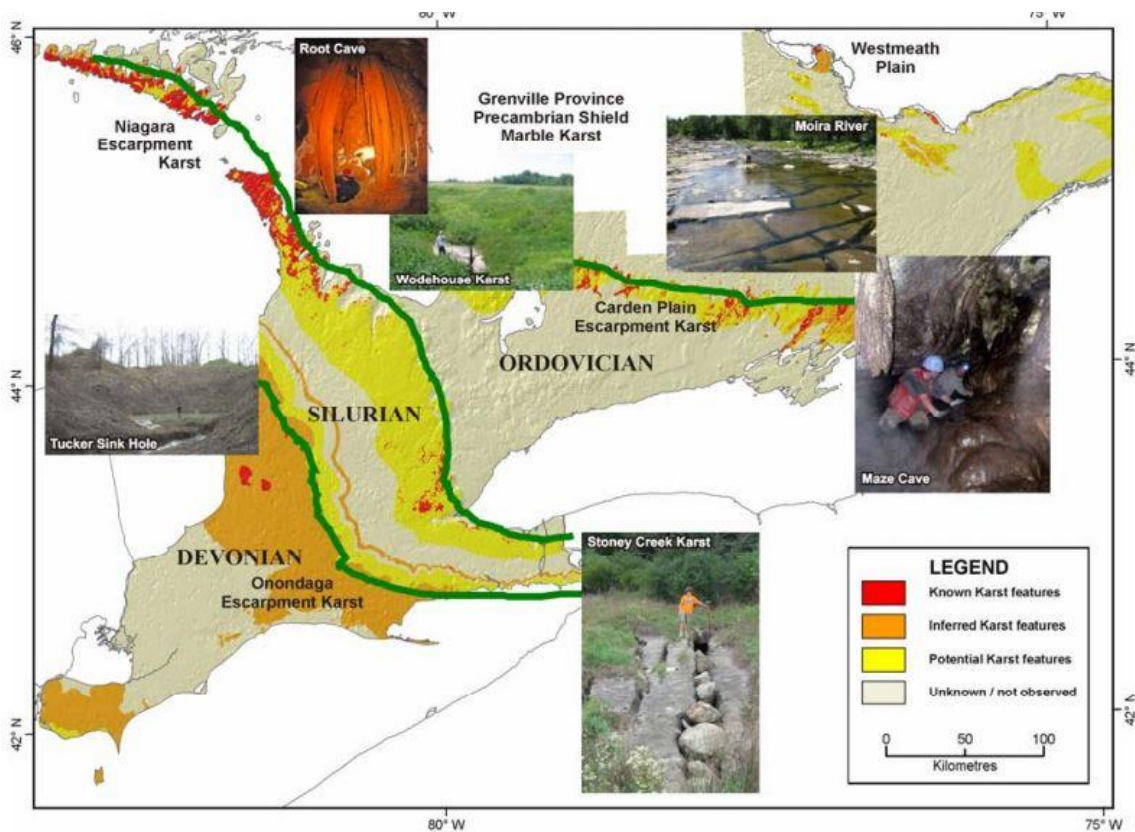 80° W
75° W
46° N
Root Cave
Westmeath
Plain
Grenville Province
Precambrian Shield
Marble Karst
Moira River
Niagara
Escarpment
Karst
Wodehouse Karst
Carden Plain
Escarpment Karst
ORDOVICIAN
44° N
44° N
SILURIAN
Tucker Sink Hole
Maze Cave
Stoney Creek Karst
DEVONIAN
Onondaga
Escarpment Karst
LEGEND
Known Karst features
Inferred Karst features
Potential Karst features
Unknown / not observed
0 50 100
Kilometres
42° N
42° N
80° W
75° W